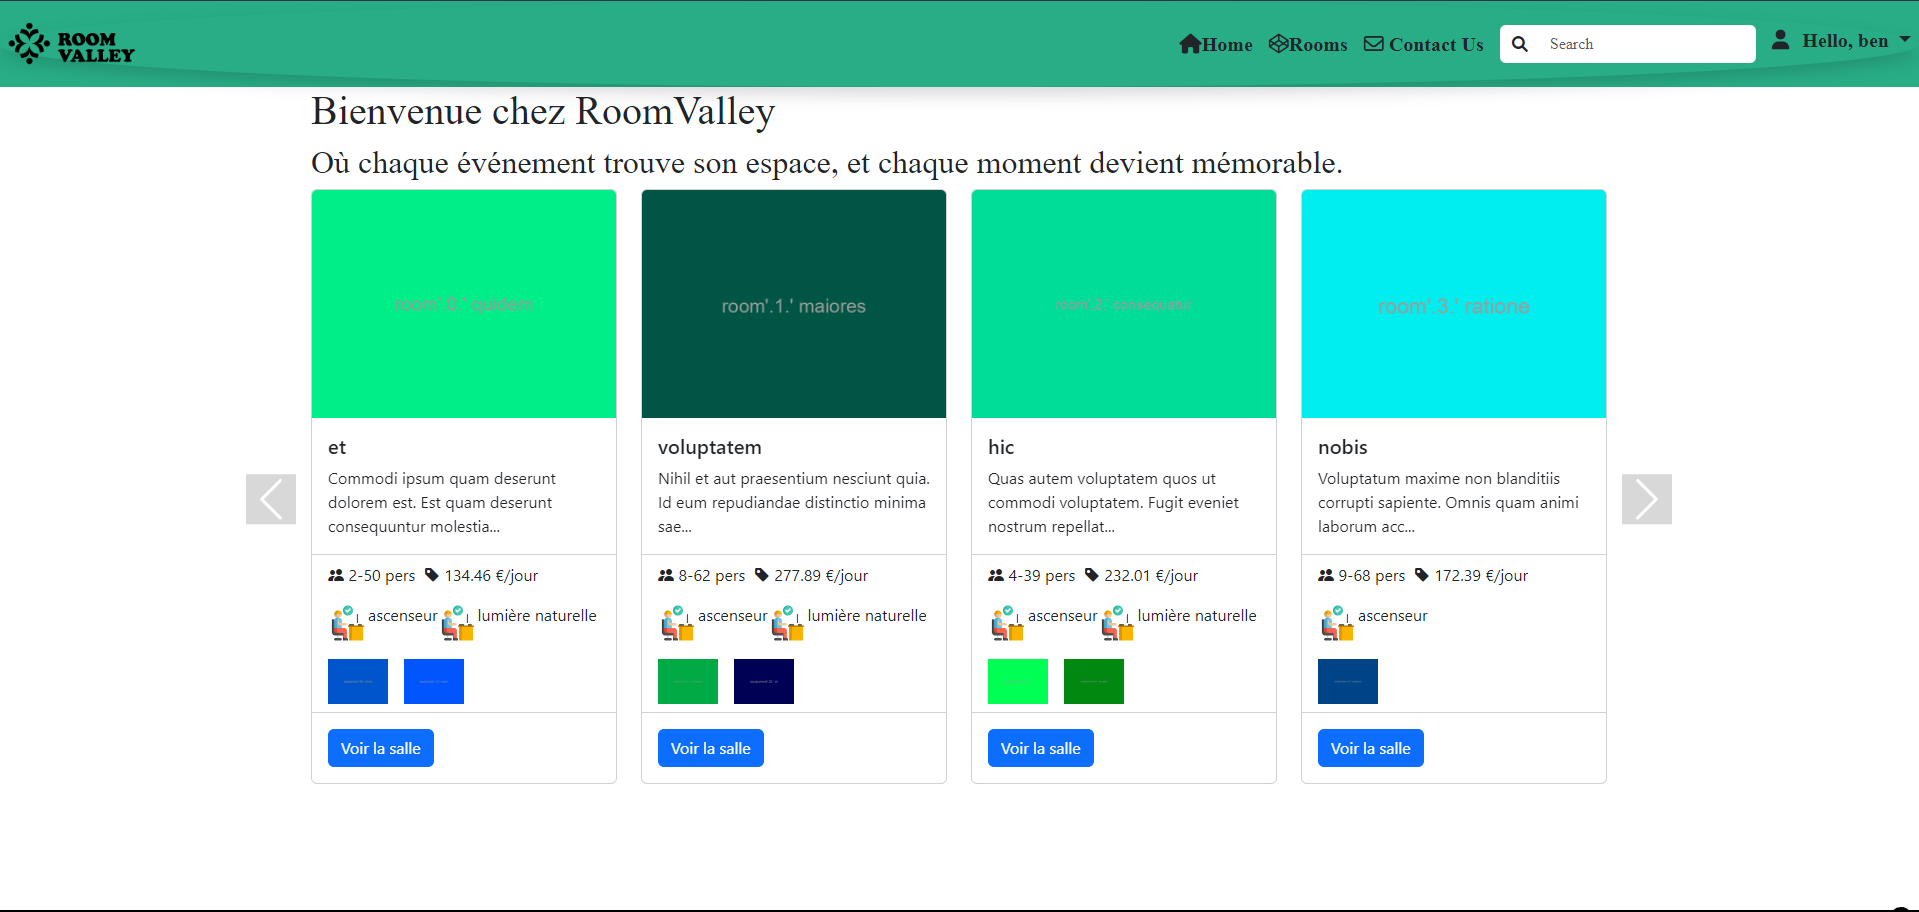 ROOM
VALLEY
Home
Rooms
Contact Us
Search
Hello, ben
Bienvenue chez RoomValley
Où chaque événement trouve son espace, et chaque moment devient mémorable.
room'.0.' quidem
et
Commodi ipsum quam deserunt
dolorem est. Est quam deserunt
consequuntur molestia...
2-50 pers 134.46 €/jour
ascenseur lumière naturelle
Voir la salle
room'.1.' maiores
voluptatem
Nihil et aut praesentium nesciunt quia.
Id eum repudiandae distinctio minima
sae...
8-62 pers 277.89 €/jour
ascenseur lumière naturelle
Voir la salle
room'.2.' consequatur
hic
Quas autem voluptatem quos ut
commodi voluptatem. Fugit eveniet
nostrum repellat...
4-39 pers 232.01 €/jour
ascenseur lumière naturelle
Voir la salle
room'.3.' ratione
nobis
Voluptatum maxime non blanditiis
corrupti sapiente. Omnis quam animi
laborum acc...
9-68 pers 172.39 €/jour
ascenseur
Voir la salle